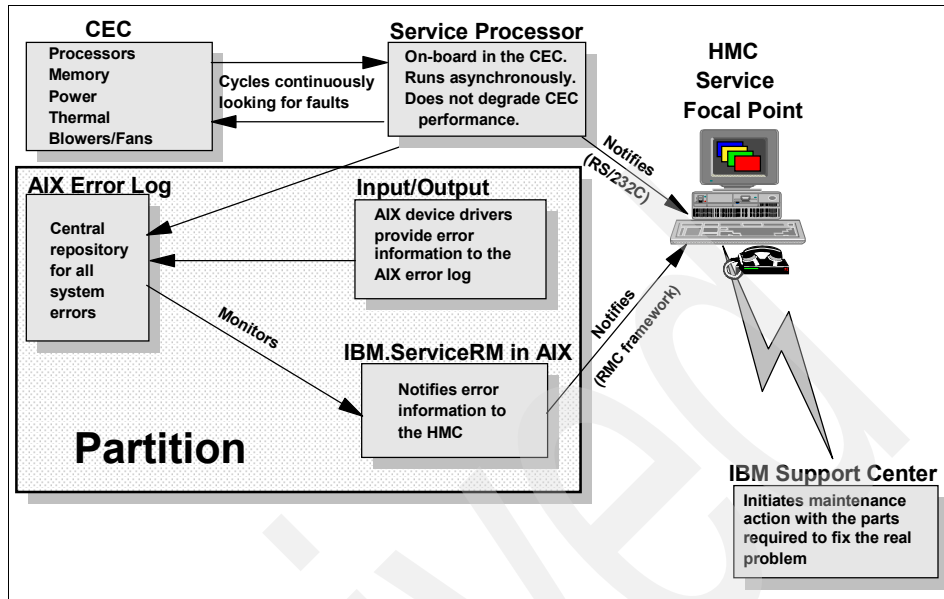 CEC
Processors
Memory
Power
Thermal
Blowers/Fans
Cycles continuously
looking for faults
Service Processor
On-board in the CEC.
Runs asynchronously.
Does not degrade CEC
performance.
HMC
Service
Focal Point
Notifies
(RS/232C)
AIX Error Log
Central
repository
for all
system
errors
Input/Output
AIX device drivers
provide error
information to the
AIX error log
Monitors
IBM.ServiceRM in AIX
Notifies error
information to
the HMC
Notifies
(RMC framework)
Partition
IBM Support Center
Initiates maintenance
action with the parts
required to fix the real
problem